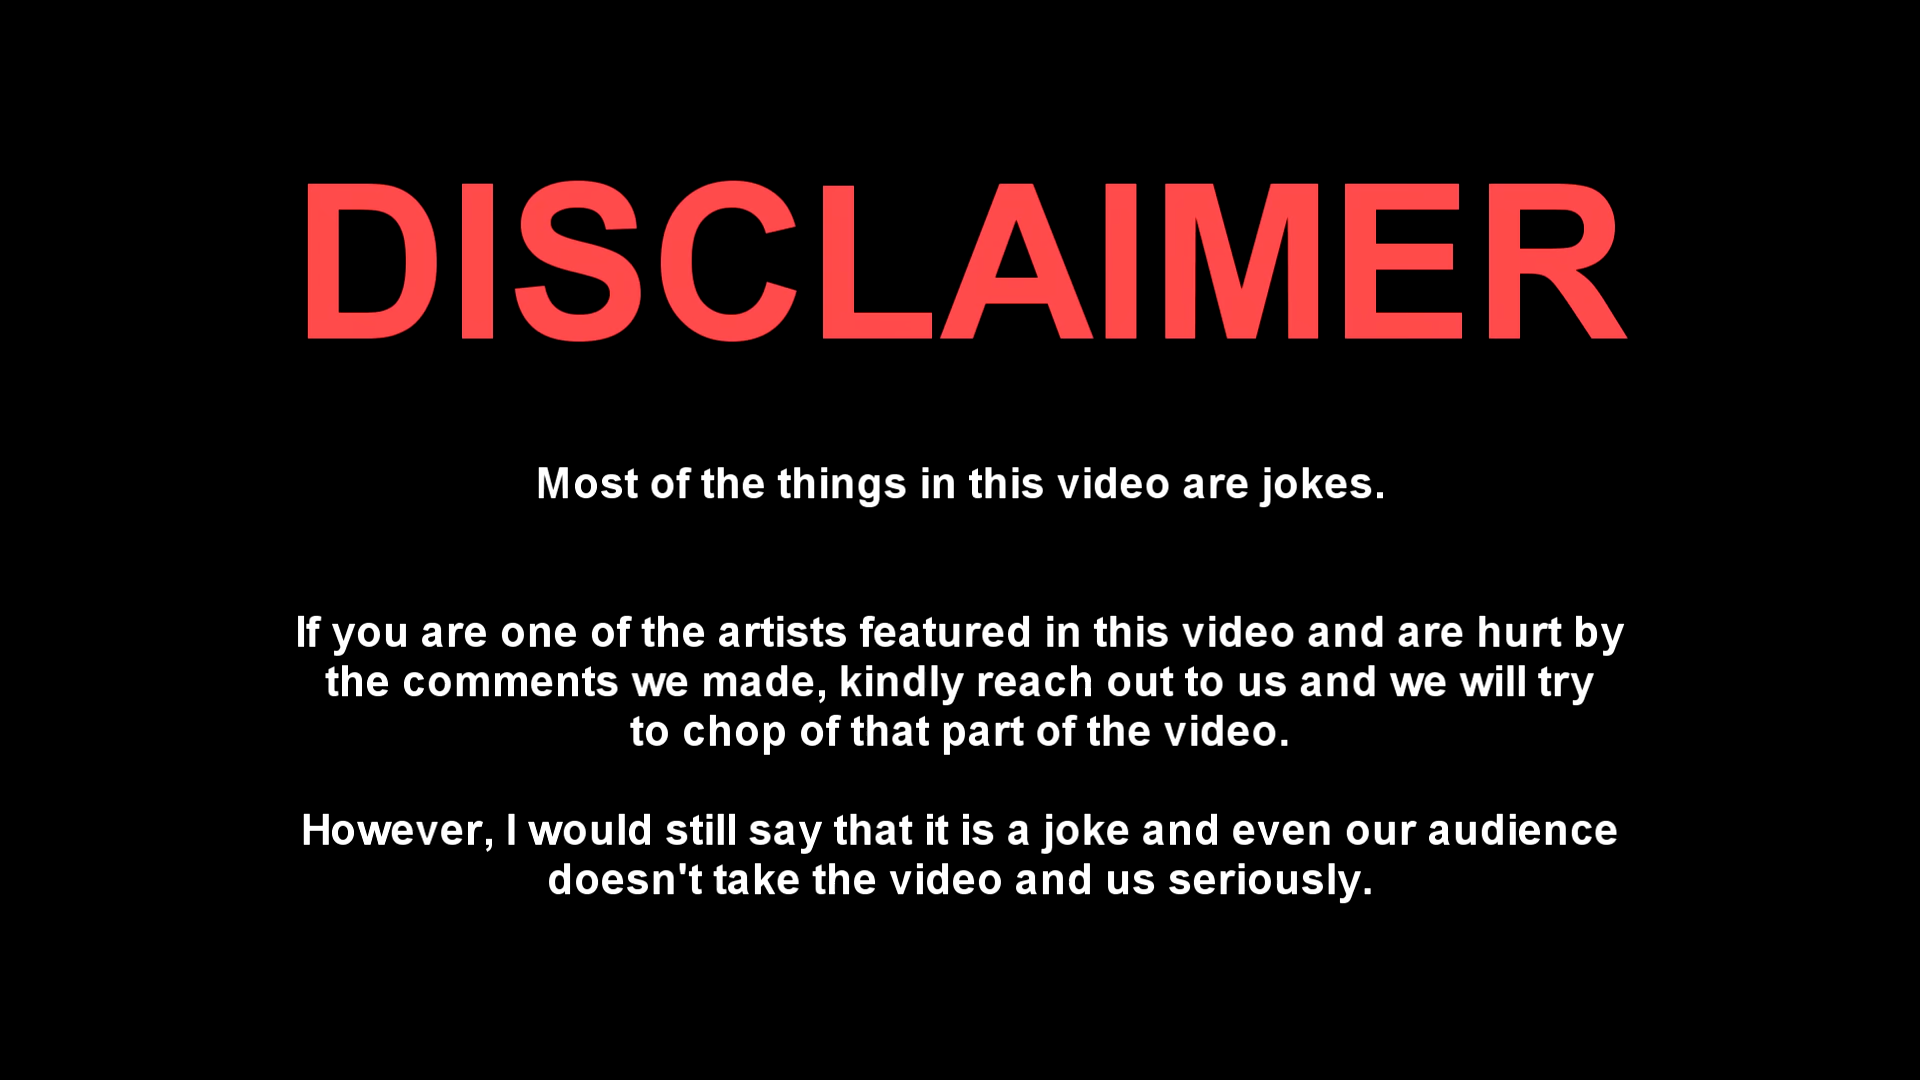 DISCLAIMER
Most of the things in this video are jokes.
If you are one of the artists featured in this video and are hurt by
the comments we made, kindly reach out to us and we will try
to chop of that part of the video.
However, I would still say that it is a joke and even our audience
doesn't take the video and us seriously.